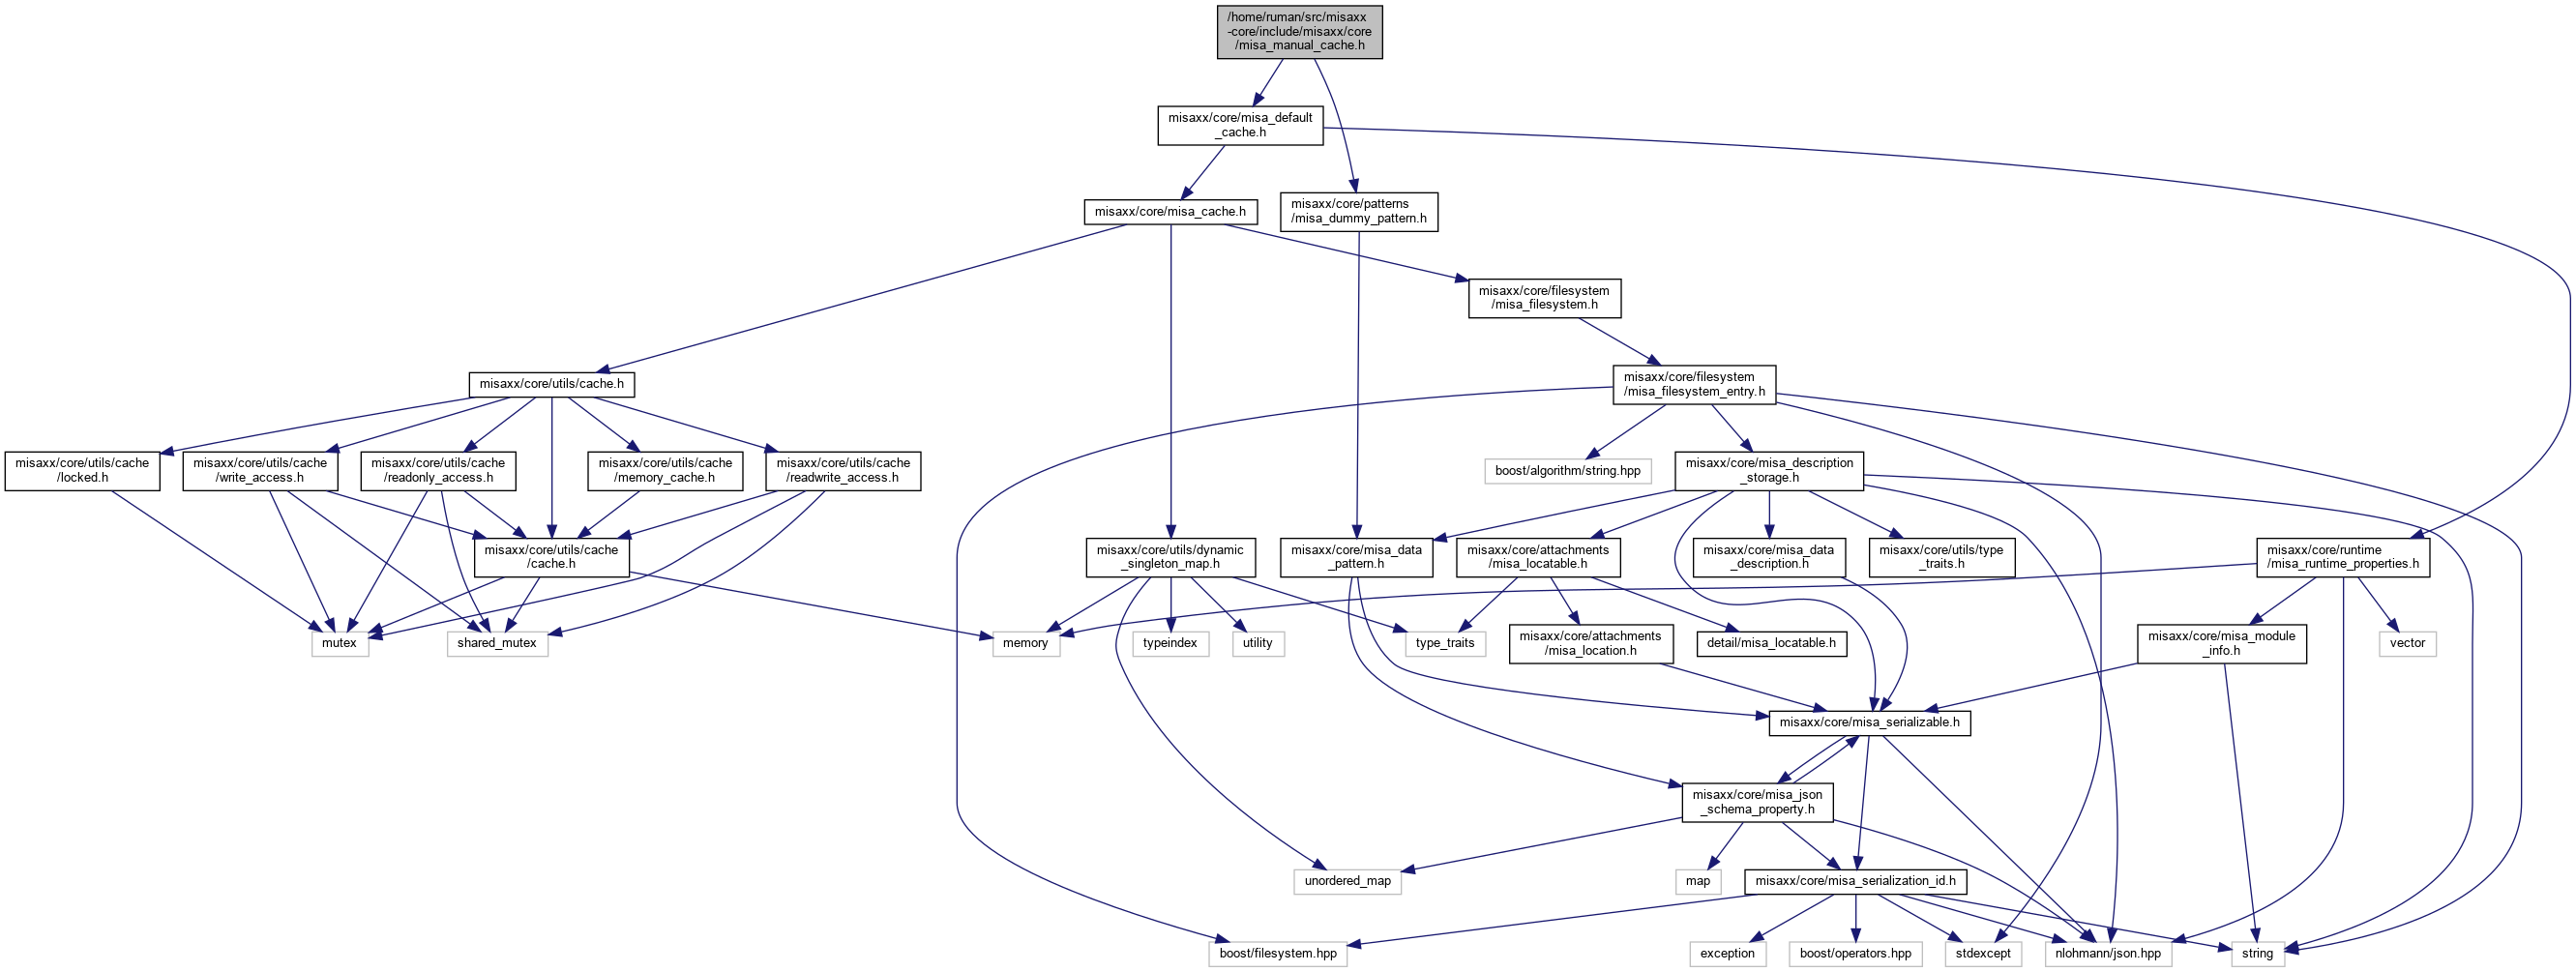 /home/ruman/src/misaxx
-core/include/misaxx/core
/misa_manual_cache.h
misaxx/core/misa_default
_cache.h
misaxx/core/misa_cache.h
misaxx/core/patterns
/misa_dummy_pattern.h
misaxx/core/filesystem
/misa_filesystem.h
misaxx/core/utils/cache.h
misaxx/core/filesystem
/misa_filesystem_entry.h
misaxx/core/utils/cache
/locked.h
misaxx/core/utils/cache
/write_access.h
misaxx/core/utils/cache
/readonly_access.h
misaxx/core/utils/cache
/memory_cache.h
misaxx/core/utils/cache
/readwrite_access.h
boost/algorithm/string.hpp
misaxx/core/misa_description
_storage.h
misaxx/core/utils/cache
/cache.h
misaxx/core/utils/dynamic
_singleton_map.h
misaxx/core/misa_data
_pattern.h
misaxx/core/attachments
/misa_locatable.h
misaxx/core/misa_data
_description.h
misaxx/core/utils/type
_traits.h
misaxx/core/runtime
/misa_runtime_properties.h
mutex
shared_mutex
memory
typeindex
utility
type_traits
misaxx/core/attachments
/misa_location.h
detail/misa_locatable.h
misaxx/core/misa_module
_info.h
vector
misaxx/core/misa_serializable.h
misaxx/core/misa_json
_schema_property.h
unordered_map
map
misaxx/core/misa_serialization_id.h
boost/filesystem.hpp
exception
boost/operators.hpp
stdexcept
nlohmann/json.hpp
string